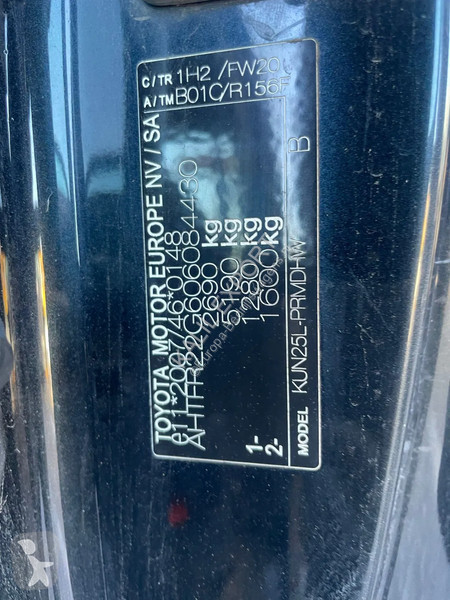 TOYOTA MOTOR EUROPE NV / SA
e11*2007/46*0148
AHTFR22G606084430
2690 kg
5190 kg
1- 1280 kg
2- 1600 kg
MODEL KUN25L-PRMDHW B
C/TR 1H2 /FW20
A/TM B01C/R156F